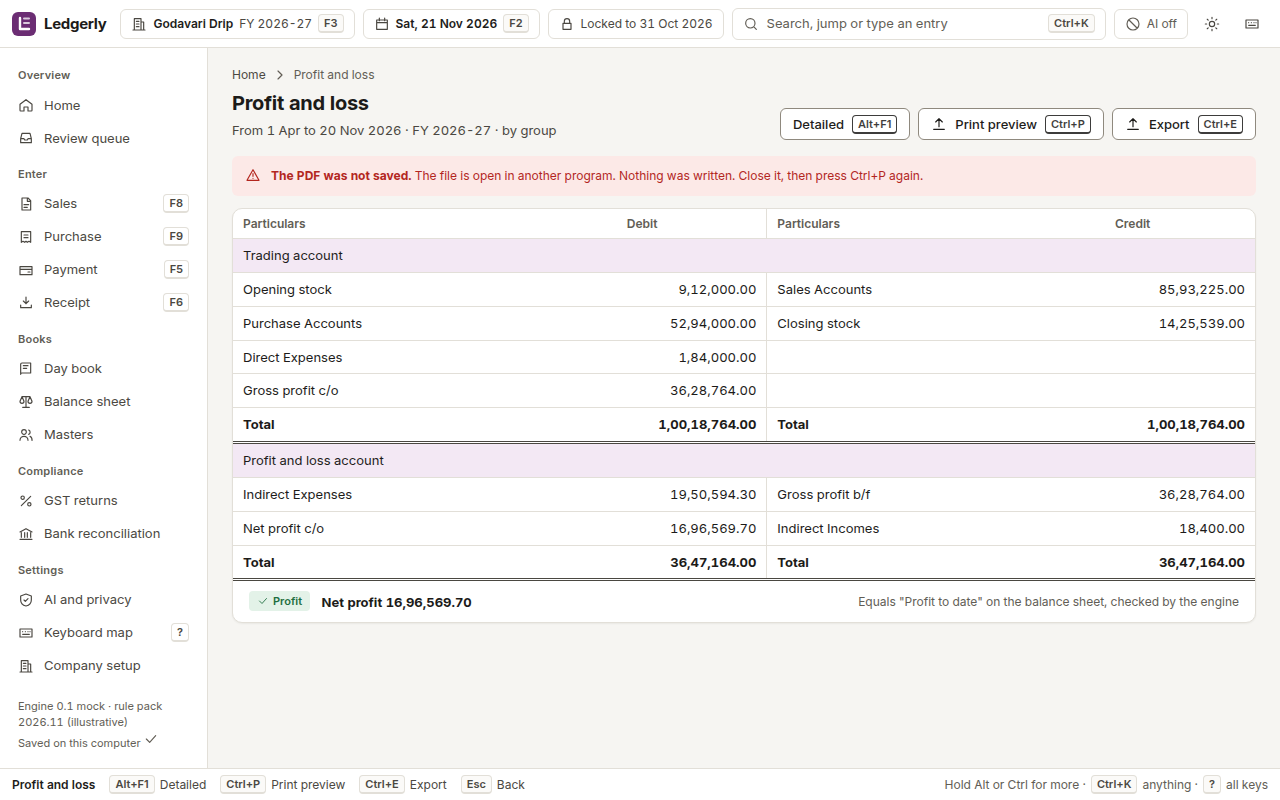 Ledgerly
Godavari Drip FY 2026-27 F3
Sat, 21 Nov 2026 F2
Locked to 31 Oct 2026
Search, jump or type an entry Ctrl+K
AI off
Overview
Home
Review queue
Enter
Sales F8
Purchase F9
Payment F5
Receipt F6
Books
Day book
Balance sheet
Masters
Compliance
GST returns
Bank reconciliation
Settings
AI and privacy
Keyboard map ?
Company setup
Engine 0.1 mock · rule pack
2026.11 (illustrative)
Saved on this computer
Home Profit and loss
Profit and loss
From 1 Apr to 20 Nov 2026 · FY 2026-27 · by group
Detailed Alt+F1
Print preview Ctrl+P
Export Ctrl+E
The PDF was not saved. The file is open in another program. Nothing was written. Close it, then press Ctrl+P again.
Particulars Debit Particulars Credit
Trading account
Opening stock 9,12,000.00 Sales Accounts 85,93,225.00
Purchase Accounts 52,94,000.00 Closing stock 14,25,539.00
Direct Expenses 1,84,000.00
Gross profit c/o 36,28,764.00
Total 1,00,18,764.00 Total 1,00,18,764.00
Profit and loss account
Indirect Expenses 19,50,594.30 Gross profit b/f 36,28,764.00
Net profit c/o 16,96,569.70 Indirect Incomes 18,400.00
Total 36,47,164.00 Total 36,47,164.00
Profit Net profit 16,96,569.70 Equals "Profit to date" on the balance sheet, checked by the engine
Profit and loss Alt+F1 Detailed Ctrl+P Print preview Ctrl+E Export Esc Back Hold Alt or Ctrl for more · Ctrl+K anything · ? all keys